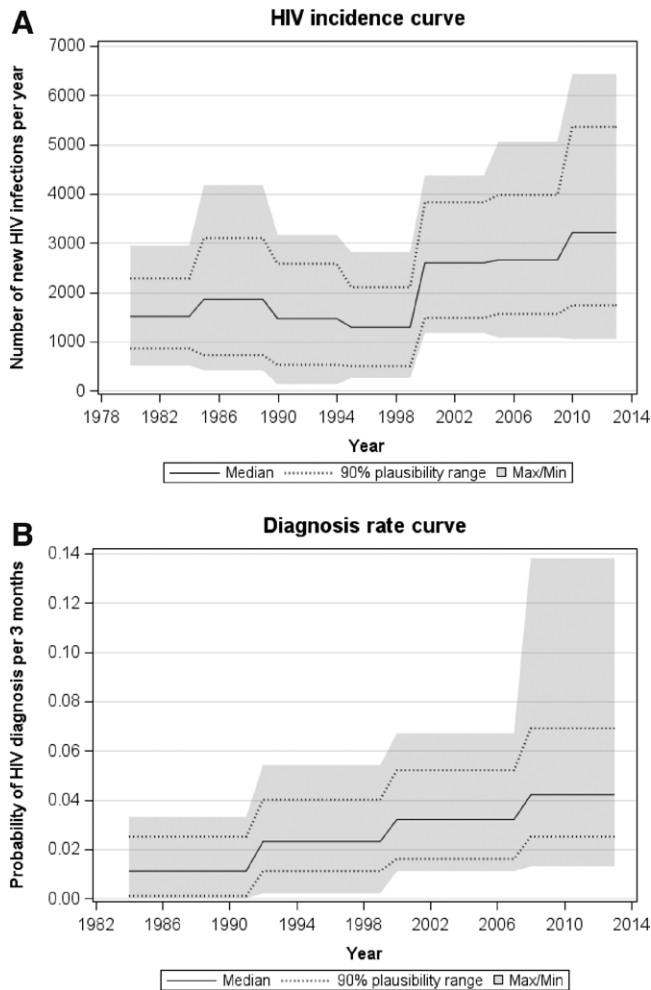 A
HIV incidence curve
Number of new HIV infections per year
7000
6000
5000
4000
3000
2000
1000
0
1978 1982 1986 1990 1994 1998 2002 2006 2010 2014
Year
Median 90% plausibility range Max/Min
B
Diagnosis rate curve
Probability of HIV diagnosis per 3 months
0.14
0.12
0.10
0.08
0.06
0.04
0.02
0.00
1982 1986 1990 1994 1998 2002 2006 2010 2014
Year
Median 90% plausibility range Max/Min